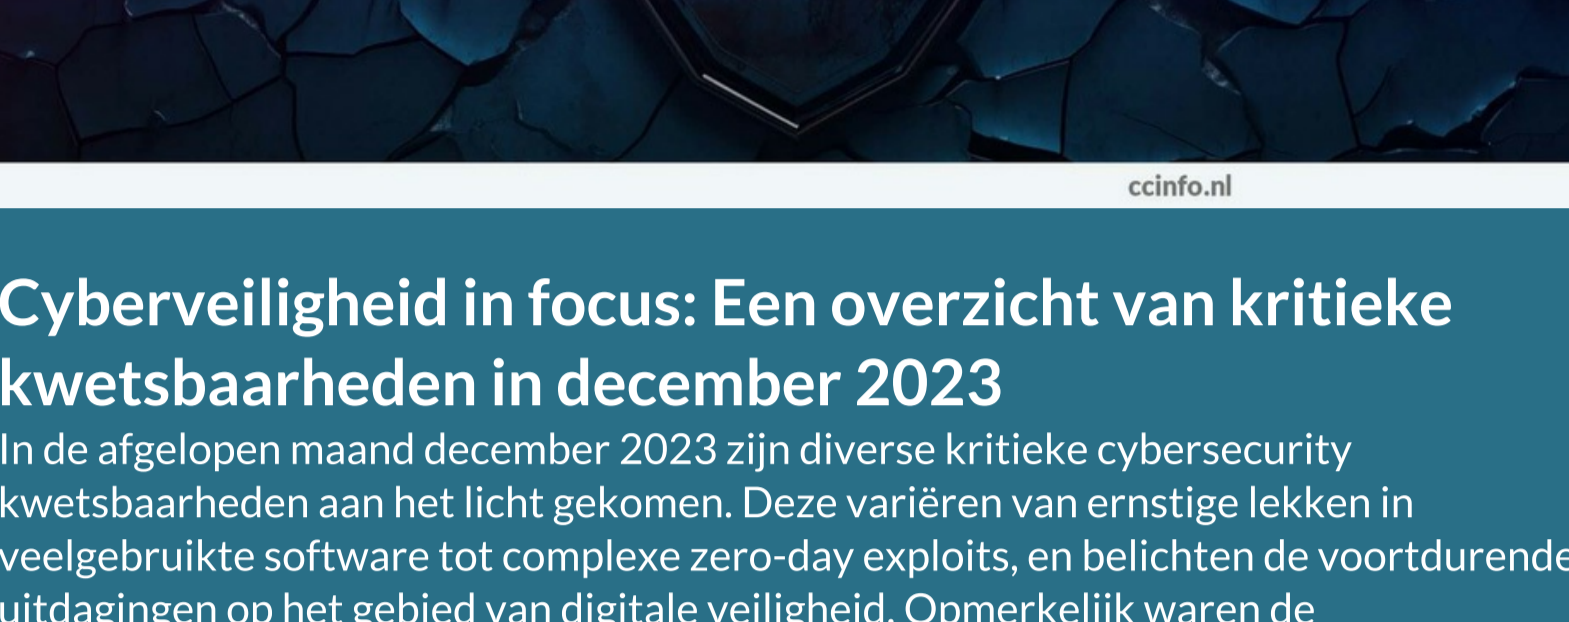 ccinfo.nl
Cyberveiligheid in focus: Een overzicht van kritieke
kwetsbaarheden in december 2023
In de afgelopen maand december 2023 zijn diverse kritieke cybersecurity
kwetsbaarheden aan het licht gekomen. Deze variëren van ernstige lekken in
veelgebruikte software tot complexe zero-day exploits, en belichten de voortdurende
uitdagingen op het gebied van digitale veiligheid. Opmerkelijk waren de